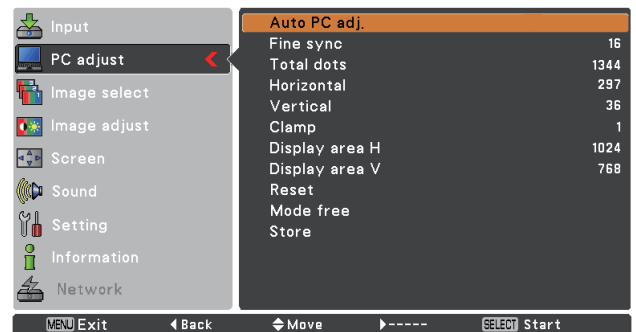 Input
PC adjust
Image select
Image adjust
Screen
Sound
Setting
Information
Network
Auto PC adj.
Fine sync 16
Total dots 1344
Horizontal 297
Vertical 36
Clamp 1
Display area H 1024
Display area V 768
Reset
Mode free
Store
MENU Exit Back Move ----- SELECT Start